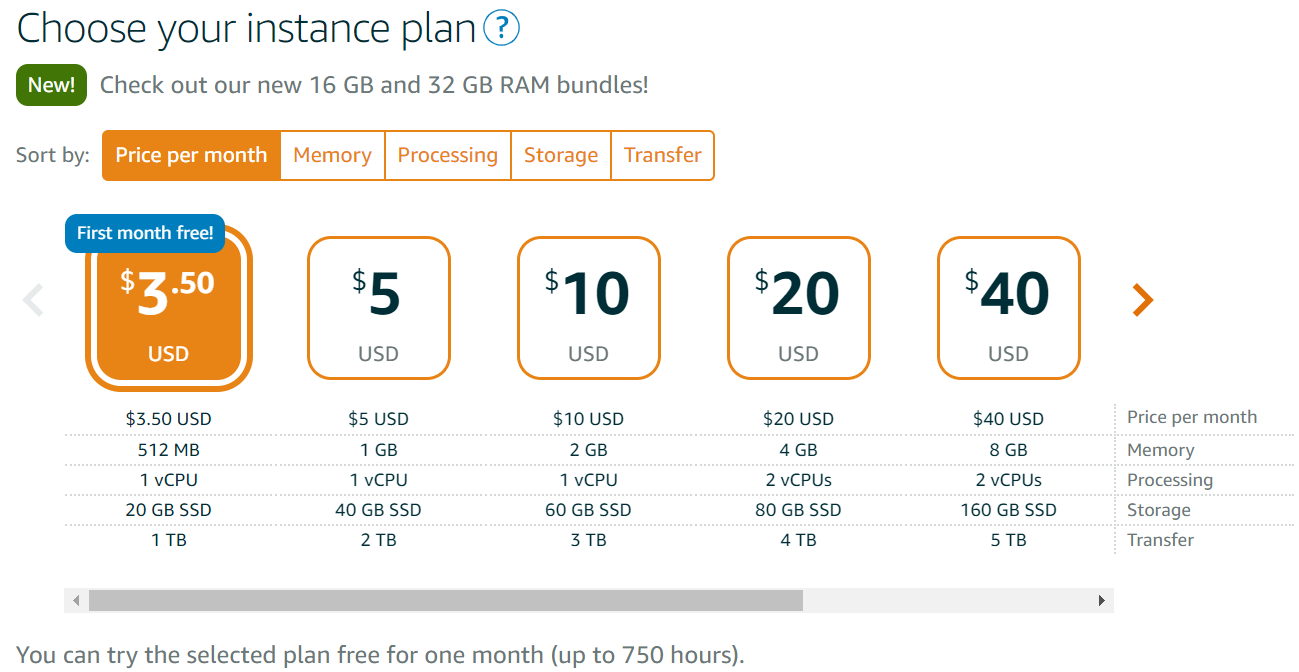 Choose your instance plan ?
New! Check out our new 16 GB and 32 GB RAM bundles!
Sort by: Price per month Memory Processing Storage Transfer
First month free!
$3.50 $5 $10 $20 $40
USD USD USD USD USD
$3.50 USD $5 USD $10 USD $20 USD $40 USD Price per month
512 MB 1 GB 2 GB 4 GB 8 GB Memory
1 vCPU 1 vCPU 1 vCPU 2 vCPUs 2 vCPUs Processing
20 GB SSD 40 GB SSD 60 GB SSD 80 GB SSD 160 GB SSD Storage
1 TB 2 TB 3 TB 4 TB 5 TB Transfer
You can try the selected plan free for one month (up to 750 hours).